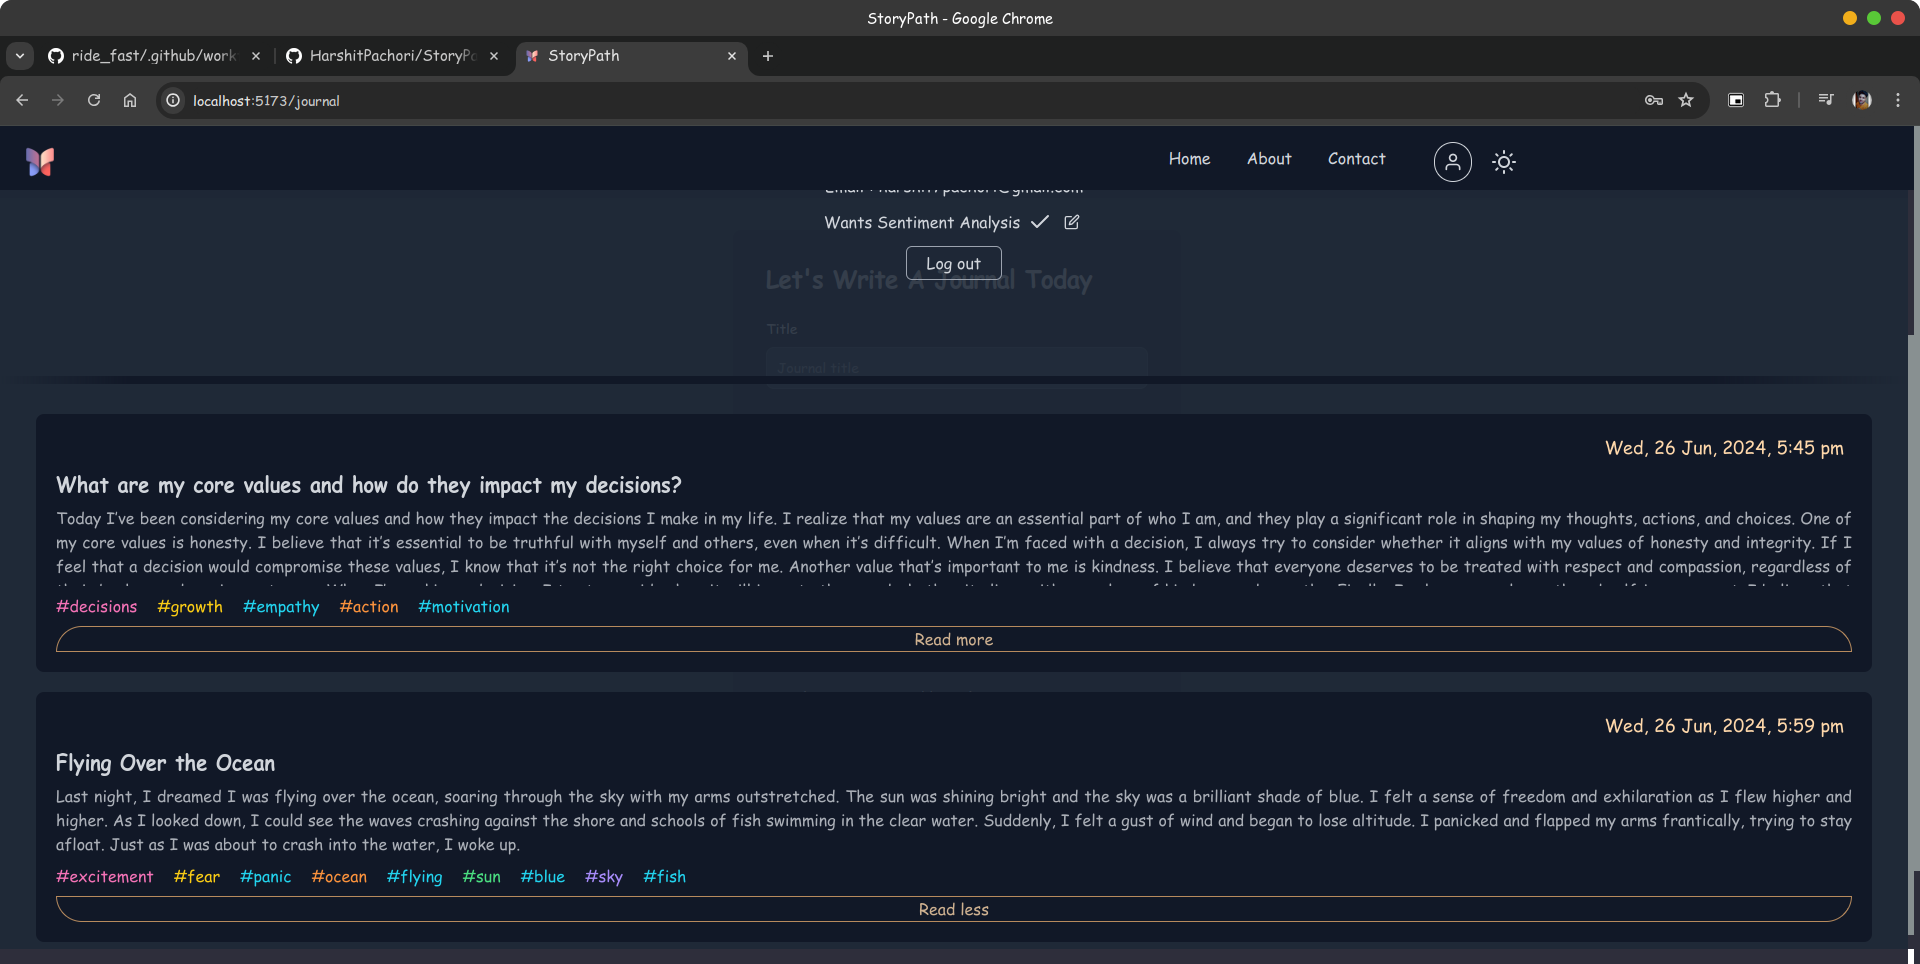 StoryPath - Google Chrome
ride_fast/.github/work
HarshitPachori/StoryPa
StoryPath
localhost:5173/journal
Home About Contact
Wants Sentiment Analysis
Log out
Let's Write A Journal Today
Title
Journal title
Wed, 26 Jun, 2024, 5:45 pm
What are my core values and how do they impact my decisions?
Today I've been considering my core values and how they impact the decisions I make in my life. I realize that my values are an essential part of who I am, and they play a significant role in shaping my thoughts, actions, and choices. One of
my core values is honesty. I believe that it's essential to be truthful with myself and others, even when it's difficult. When I'm faced with a decision, I always try to consider whether it aligns with my values of honesty and integrity. If I
feel that a decision would compromise these values, I know that it's not the right choice for me. Another value that's important to me is kindness. I believe that everyone deserves to be treated with respect and compassion, regardless of
#decisions #growth #empathy #action #motivation
Read more
Wed, 26 Jun, 2024, 5:59 pm
Flying Over the Ocean
Last night, I dreamed I was flying over the ocean, soaring through the sky with my arms outstretched. The sun was shining bright and the sky was a brilliant shade of blue. I felt a sense of freedom and exhilaration as I flew higher and
higher. As I looked down, I could see the waves crashing against the shore and schools of fish swimming in the clear water. Suddenly, I felt a gust of wind and began to lose altitude. I panicked and flapped my arms frantically, trying to stay
afloat. Just as I was about to crash into the water, I woke up.
#excitement #fear #panic #ocean #flying #sun #blue #sky #fish
Read less